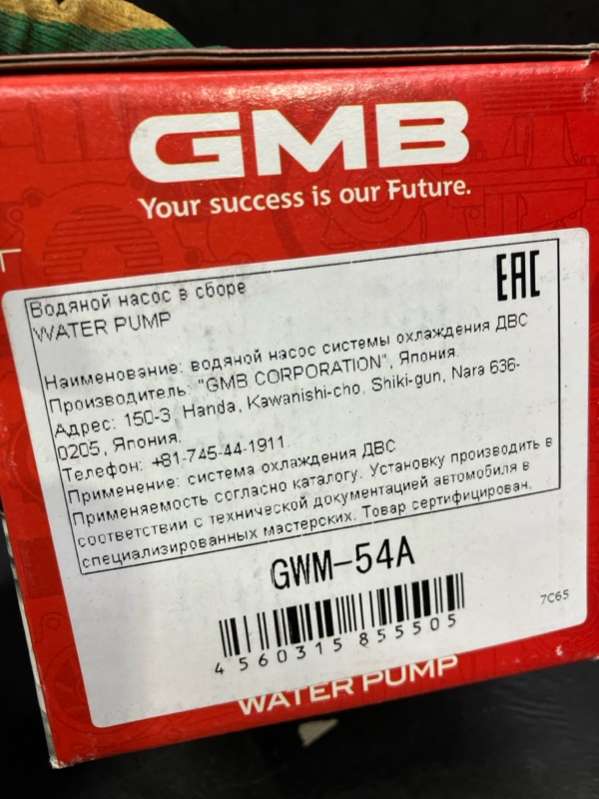 GMB
Your success is our Future.
EAC
Водяной насос в сборе
WATER PUMP
Наименование: водяной насос системы охлаждения ДВС
Производитель: "GMB CORPORATION", Япония.
Адрес: 150-3, Handa, Kawanishi-cho, Shiki-gun, Nara 636-
0205, Япония.
Телефон: +81-745-44-1911
Применение: система охлаждения ДВС
Применяемость согласно каталогу. Установку производить в
соответствии с технической документацией автомобиля в
специализированных мастерских. Товар сертифицирован.
GWM-54A
4560315855505
7C65
WATER PUMP